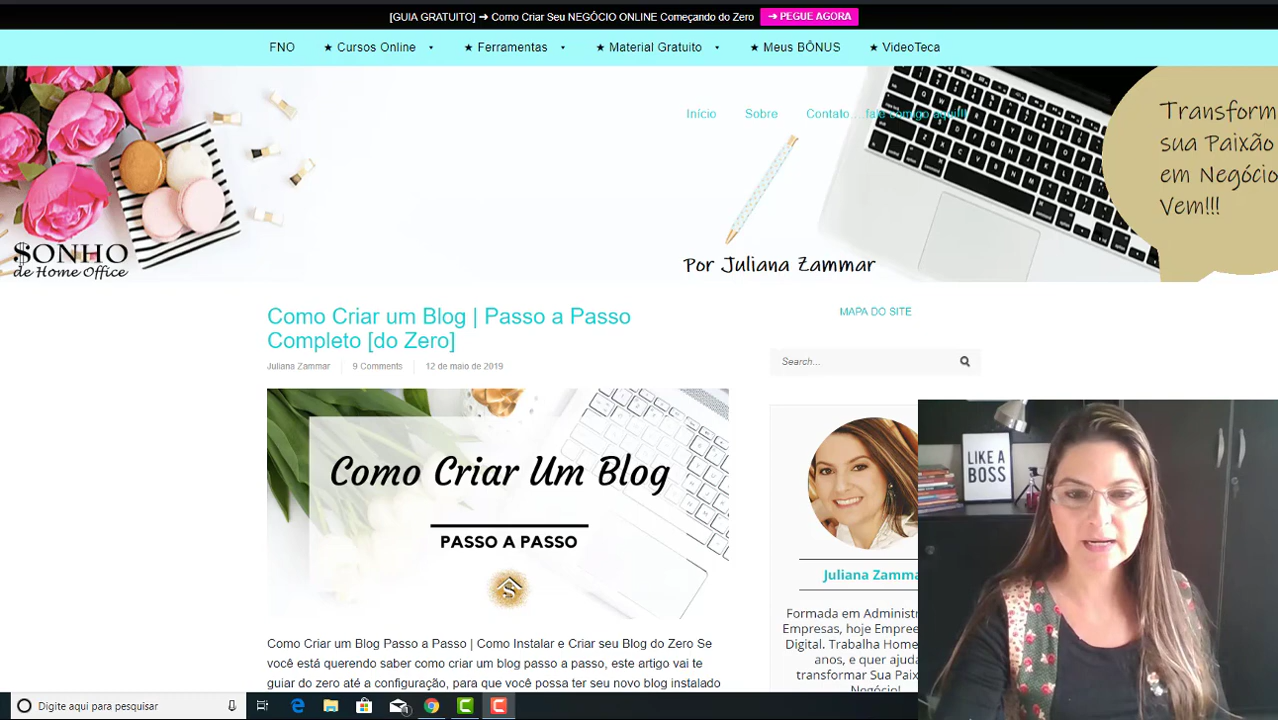 [GUIA GRATUITO] ➜ Como Criar Seu NEGÓCIO ONLINE Começando do Zero ➜ PEGUE AGORA
FNO ★ Cursos Online ★ Ferramentas ★ Material Gratuito ★ Meus BÔNUS ★ VideoTeca
Início Sobre Contato ...fale comigo aqui!!!
Transform
sua Paixão
em Negócio
Vem!!!
$ONHO
de Home Office
Por Juliana Zammar
Como Criar um Blog | Passo a Passo
Completo [do Zero]
Juliana Zammar 9 Comments 12 de maio de 2019
Como Criar Um Blog
PASSO A PASSO
$
Como Criar um Blog Passo a Passo | Como Instalar e Criar seu Blog do Zero Se
você está querendo saber como criar um blog passo a passo, este artigo vai te
guiar do zero até a configuração, para que você possa ter seu novo blog instalado
MAPA DO SITE
Search...
Juliana Zamma
Formada em Administr
Empresas, hoje Empree
Digital. Trabalha Home
anos, e quer ajuda
transformar Sua Paix
Negócio!
LIKE A
BOSS
Digite aqui para pesquisar